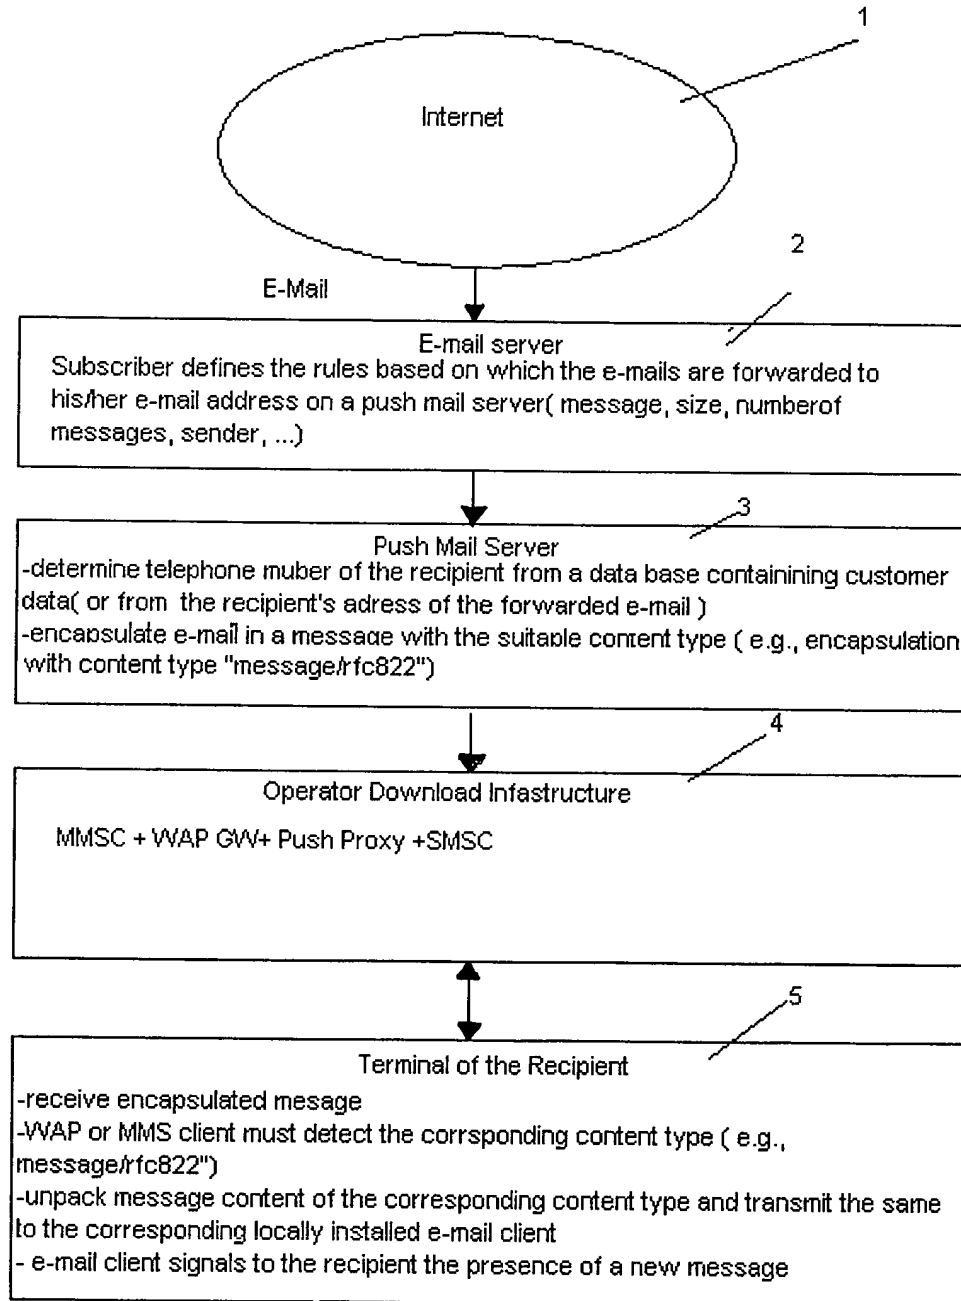 1
Internet
2
E-Mail
E-mail server
Subscriber defines the rules based on which the e-mails are forwarded to
his/her e-mail address on a push mail server( message, size, numberof
messages, sender, ...)
3
Push Mail Server
-determine telephone muber of the recipient from a data base containining customer
data( or from the recipient's adress of the forwarded e-mail )
-encapsulate e-mail in a message with the suitable content type ( e.g., encapsulation
with content type "message/rfc822")
4
Operator Download Infastructure
MMSC + WAP GW+ Push Proxy +SMSC
5
Terminal of the Recipient
-receive encapsulated mesage
-WAP or MMS client must detect the corrsponding content type ( e.g.,
message/rfc822")
-unpack message content of the corresponding content type and transmit the same
to the corresponding locally installed e-mail client
- e-mail client signals to the recipient the presence of a new message